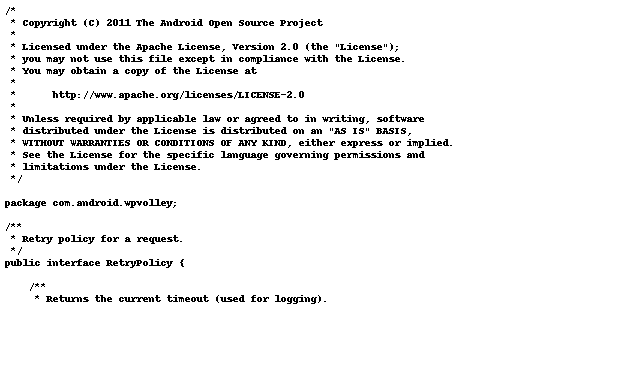 /*
 * Copyright (C) 2011 The Android Open Source Project
 *
 * Licensed under the Apache License, Version 2.0 (the "License");
 * you may not use this file except in compliance with the License.
 * You may obtain a copy of the License at
 *
 *      http://www.apache.org/licenses/LICENSE-2.0
 *
 * Unless required by applicable law or agreed to in writing, software
 * distributed under the License is distributed on an "AS IS" BASIS,
 * WITHOUT WARRANTIES OR CONDITIONS OF ANY KIND, either express or implied.
 * See the License for the specific language governing permissions and
 * limitations under the License.
 */

package com.android.wpvolley;

/**
 * Retry policy for a request.
 */
public interface RetryPolicy {

    /**
     * Returns the current timeout (used for logging).